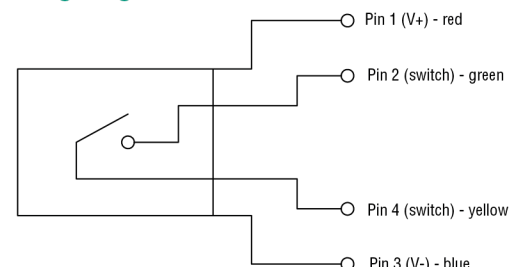 Pin 1 (V+) - red
Pin 2 (switch) - green
Pin 4 (switch) - yellow
Pin 3 (V-) - blue